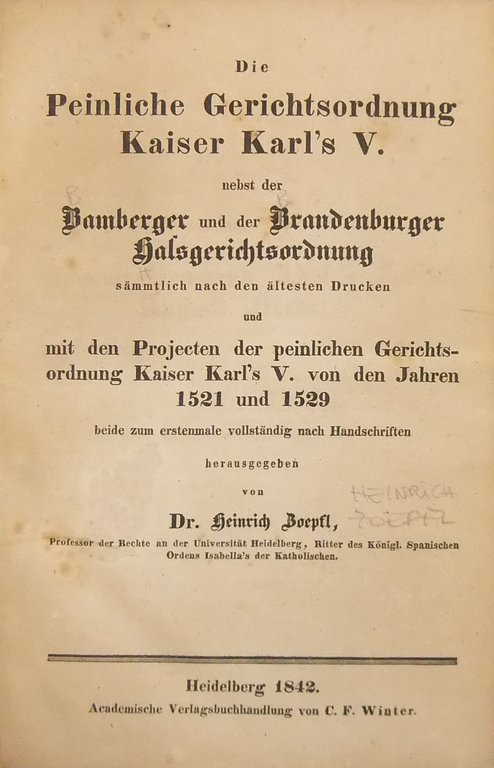 Die
Peinliche Gerichtsordnung
Kaiser Karl's V.
nebst der
B B
Bamberger und der Brandenburger
Halsgerichtsordnung
H
sämmtlich nach den ältesten Drucken
und
mit den Projecten der peinlichen Gerichts-
ordnung Kaiser Karl's V. von den Jahren
1521 und 1529
beide zum erstenmale vollständig nach Handschriften
herausgegeben
von
HEINRICH
Dr. Heinrich Zoepfl, ZOEPFL
Professor der Rechte an der Universität Heidelberg, Ritter des Königl. Spanischen
Ordens Isabella's der Katholischen.
Heidelberg 1842.
Academische Verlagsbuchhandlung von C. F. Winter.